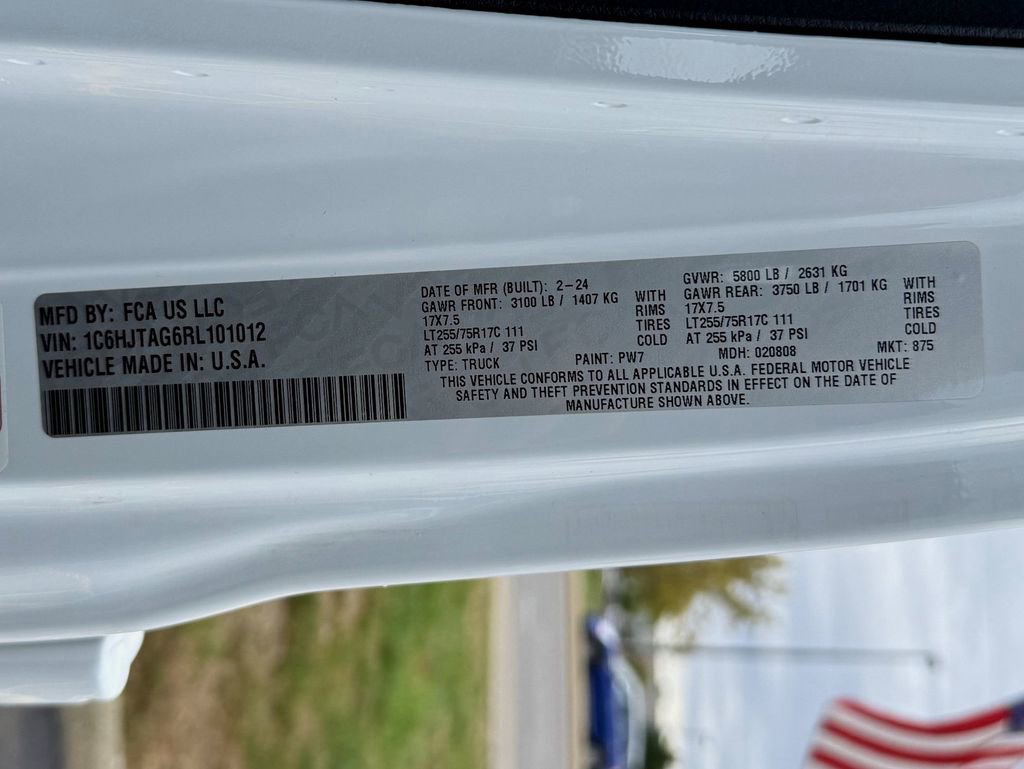 MFD BY: FCA US LLC
VIN: 1C6HJTAG6RL101012
VEHICLE MADE IN: U.S.A.
DATE OF MFR (BUILT): 2-24
GAWR FRONT: 3100 LB / 1407 KG
17X7.5
LT255/75R17C 111
AT 255 kPa / 37 PSI
WITH
RIMS
TIRES
COLD
GVWR: 5800 LB / 2631 KG
GAWR REAR: 3750 LB / 1701 KG
17X7.5
LT255/75R17C 111
AT 255 kPa / 37 PSI
WITH
RIMS
TIRES
COLD
TYPE: TRUCK PAINT: PW7 MDH: 020808 MKT: 875
THIS VEHICLE CONFORMS TO ALL APPLICABLE U.S.A. FEDERAL MOTOR VEHICLE
SAFETY AND THEFT PREVENTION STANDARDS IN EFFECT ON THE DATE OF
MANUFACTURE SHOWN ABOVE.